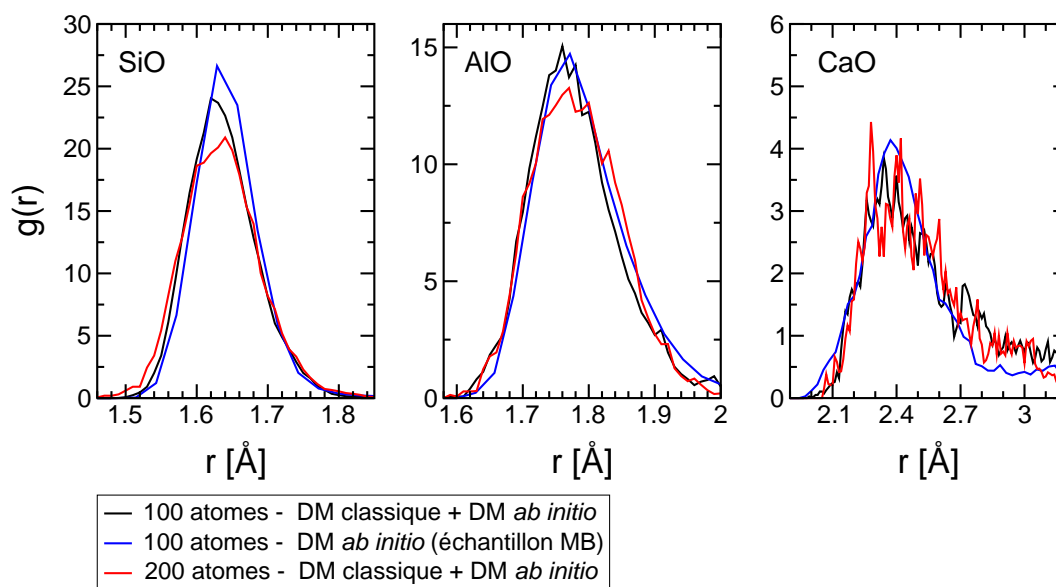 SiO
AlO
CaO
30
25
20
15
10
5
0
15
10
5
0
6
5
4
3
2
1
0
g(r)
1.5 1.6 1.7 1.8
1.6 1.7 1.8 1.9 2
2.1 2.4 2.7 3
r [Å]
r [Å]
r [Å]
100 atomes - DM classique + DM ab initio
100 atomes - DM ab initio (échantillon MB)
200 atomes - DM classique + DM ab initio